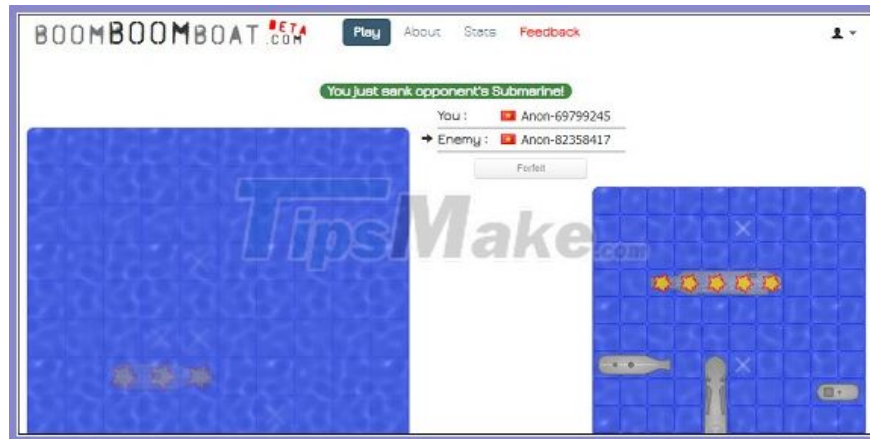 BOOMBOOMBOAT BETA .COM
Play About Stats Feedback
You just sank opponent's Submarine!
You : Anon-69799245
Enemy : Anon-82358417
Forfeit
TipsMake.com